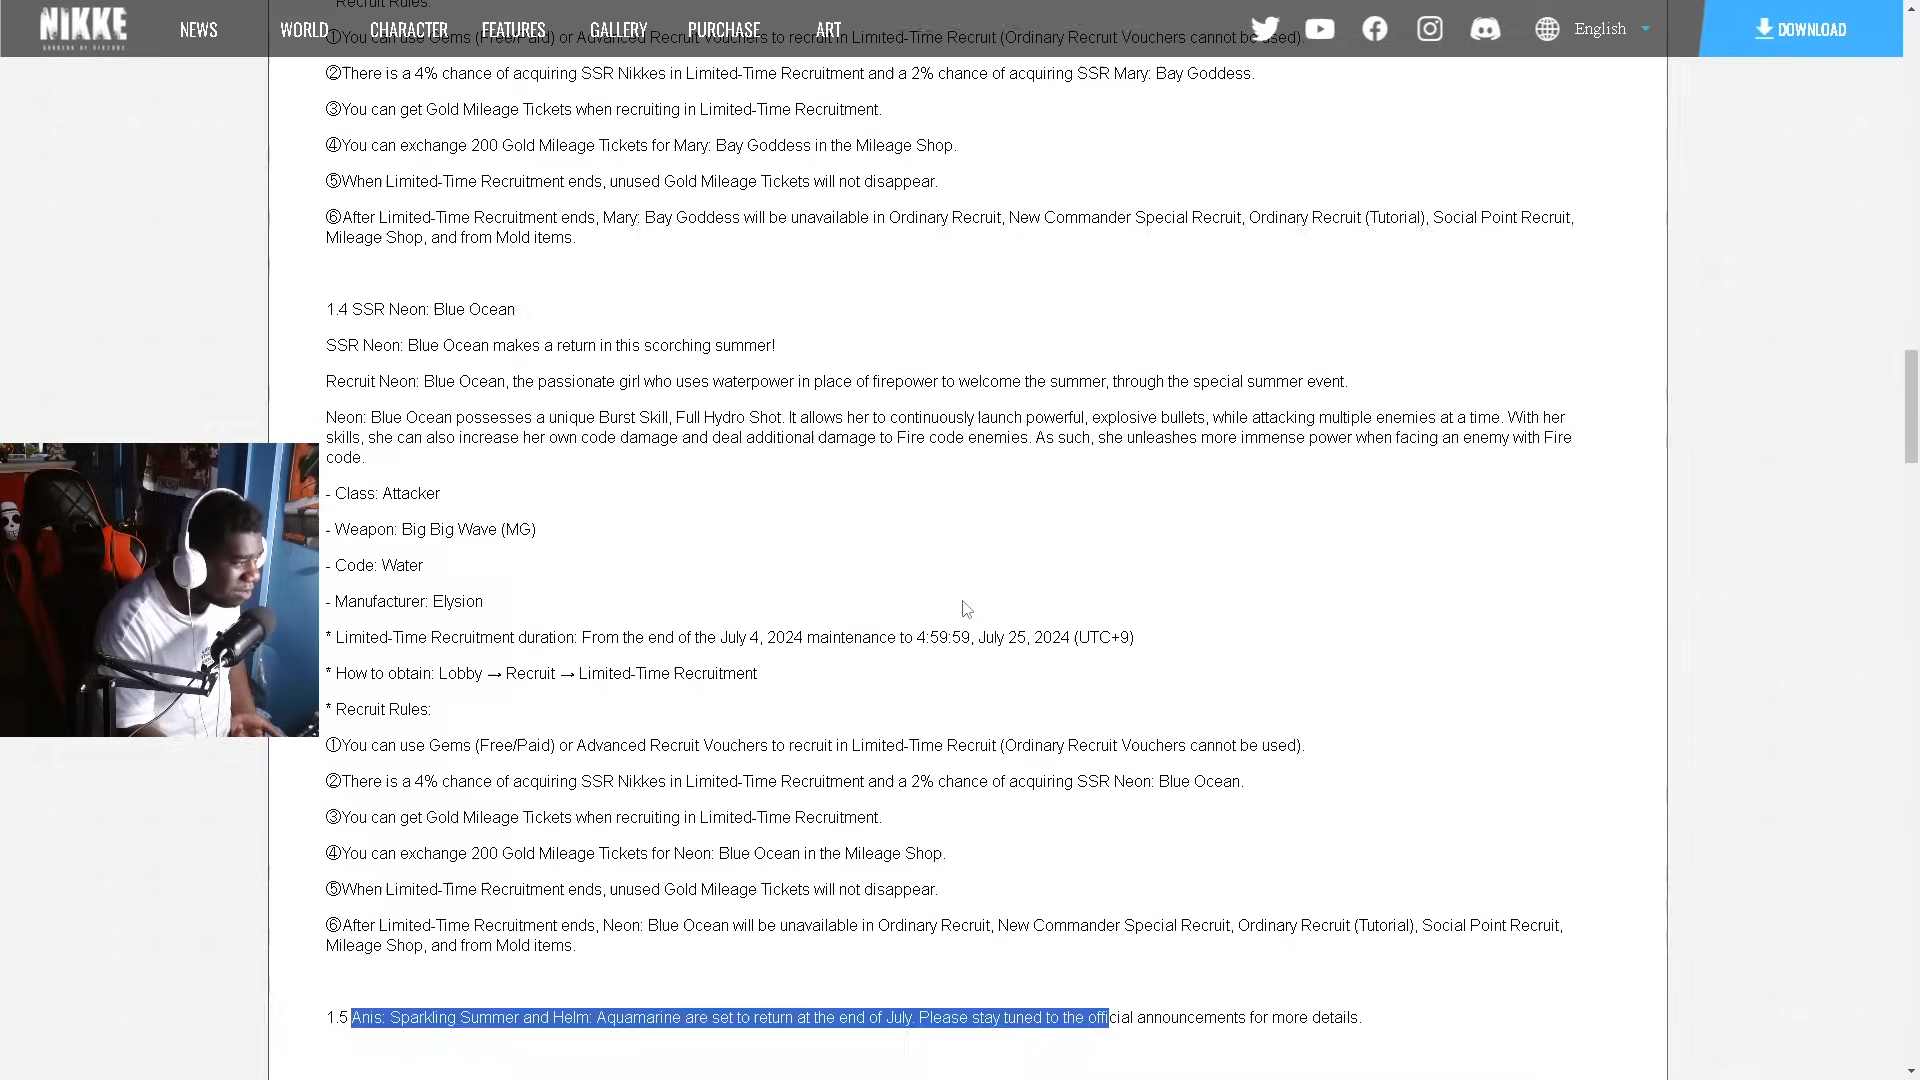 Recruit Rules:
NIKKE
NEWS WORLD CHARACTER FEATURES GALLERY PURCHASE ART English DOWNLOAD
①You can use Gems (Free/Paid) or Advanced Recruit Vouchers to recruit in Limited-Time Recruit (Ordinary Recruit Vouchers cannot be used).
②There is a 4% chance of acquiring SSR Nikkes in Limited-Time Recruitment and a 2% chance of acquiring SSR Mary: Bay Goddess.
③You can get Gold Mileage Tickets when recruiting in Limited-Time Recruitment.
④You can exchange 200 Gold Mileage Tickets for Mary: Bay Goddess in the Mileage Shop.
⑤When Limited-Time Recruitment ends, unused Gold Mileage Tickets will not disappear.
⑥After Limited-Time Recruitment ends, Mary: Bay Goddess will be unavailable in Ordinary Recruit, New Commander Special Recruit, Ordinary Recruit (Tutorial), Social Point Recruit,
Mileage Shop, and from Mold items.
1.4 SSR Neon: Blue Ocean
SSR Neon: Blue Ocean makes a return in this scorching summer!
Recruit Neon: Blue Ocean, the passionate girl who uses waterpower in place of firepower to welcome the summer, through the special summer event.
Neon: Blue Ocean possesses a unique Burst Skill, Full Hydro Shot. It allows her to continuously launch powerful, explosive bullets, while attacking multiple enemies at a time. With her
skills, she can also increase her own code damage and deal additional damage to Fire code enemies. As such, she unleashes more immense power when facing an enemy with Fire
code.
- Class: Attacker
- Weapon: Big Big Wave (MG)
- Code: Water
- Manufacturer: Elysion
* Limited-Time Recruitment duration: From the end of the July 4, 2024 maintenance to 4:59:59, July 25, 2024 (UTC+9)
* How to obtain: Lobby → Recruit → Limited-Time Recruitment
* Recruit Rules:
①You can use Gems (Free/Paid) or Advanced Recruit Vouchers to recruit in Limited-Time Recruit (Ordinary Recruit Vouchers cannot be used).
②There is a 4% chance of acquiring SSR Nikkes in Limited-Time Recruitment and a 2% chance of acquiring SSR Neon: Blue Ocean.
③You can get Gold Mileage Tickets when recruiting in Limited-Time Recruitment.
④You can exchange 200 Gold Mileage Tickets for Neon: Blue Ocean in the Mileage Shop.
⑤When Limited-Time Recruitment ends, unused Gold Mileage Tickets will not disappear.
⑥After Limited-Time Recruitment ends, Neon: Blue Ocean will be unavailable in Ordinary Recruit, New Commander Special Recruit, Ordinary Recruit (Tutorial), Social Point Recruit,
Mileage Shop, and from Mold items.
1.5 Anis: Sparkling Summer and Helm: Aquamarine are set to return at the end of July. Please stay tuned to the official announcements for more details.